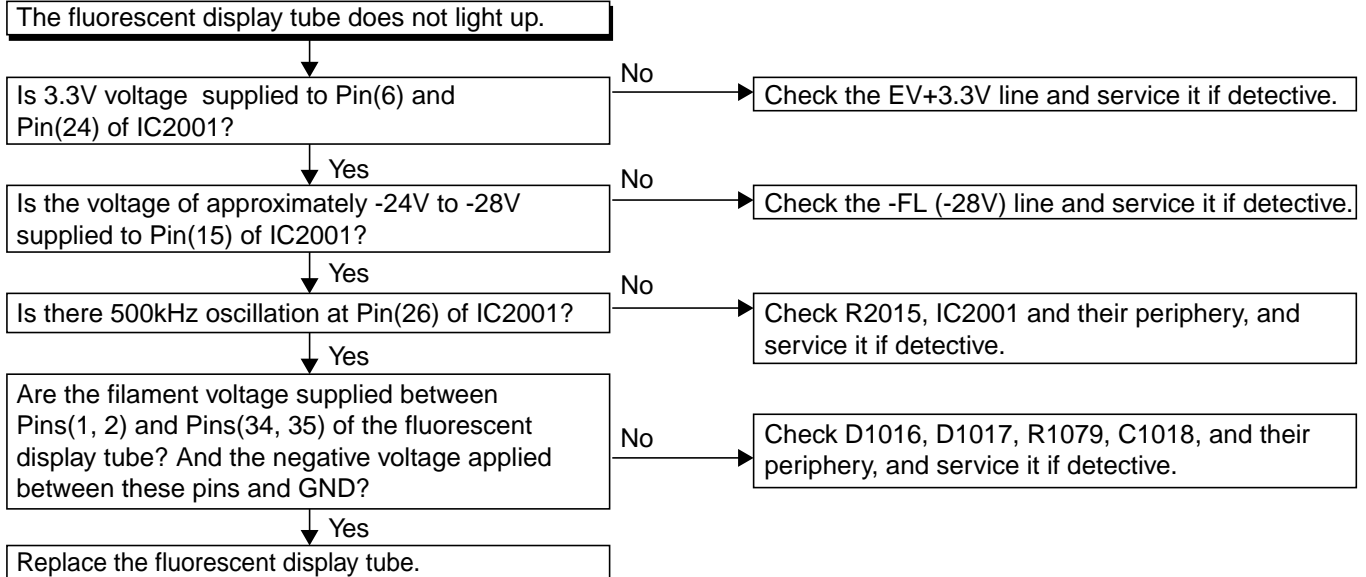 The fluorescent display tube does not light up.
No
Is 3.3V voltage supplied to Pin(6) and
Pin(24) of IC2001?
Check the EV+3.3V line and service it if detective.
Yes
No
Is the voltage of approximately -24V to -28V
supplied to Pin(15) of IC2001?
Check the -FL (-28V) line and service it if detective.
Yes
No
Is there 500kHz oscillation at Pin(26) of IC2001?
Check R2015, IC2001 and their periphery, and
service it if detective.
Yes
Are the filament voltage supplied between
Pins(1, 2) and Pins(34, 35) of the fluorescent
display tube? And the negative voltage applied
between these pins and GND?
No
Check D1016, D1017, R1079, C1018, and their
periphery, and service it if detective.
Yes
Replace the fluorescent display tube.